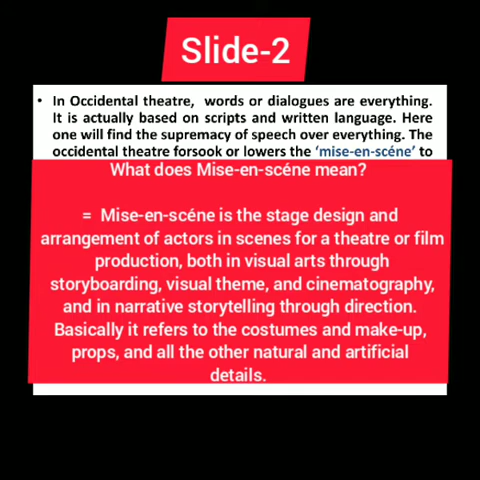 Slide-2
• In Occidental theatre, words or dialogues are everything.
It is actually based on scripts and written language. Here
one will find the supremacy of speech over everything. The
occidental theatre forsook or lowers the ‘mise-en-scéne’ to
What does Mise-en-scéne mean?
= Mise-en-scéne is the stage design and
arrangement of actors in scenes for a theatre or film
production, both in visual arts through
storyboarding, visual theme, and cinematography,
and in narrative storytelling through direction.
Basically it refers to the costumes and make-up,
props, and all the other natural and artificial
details.